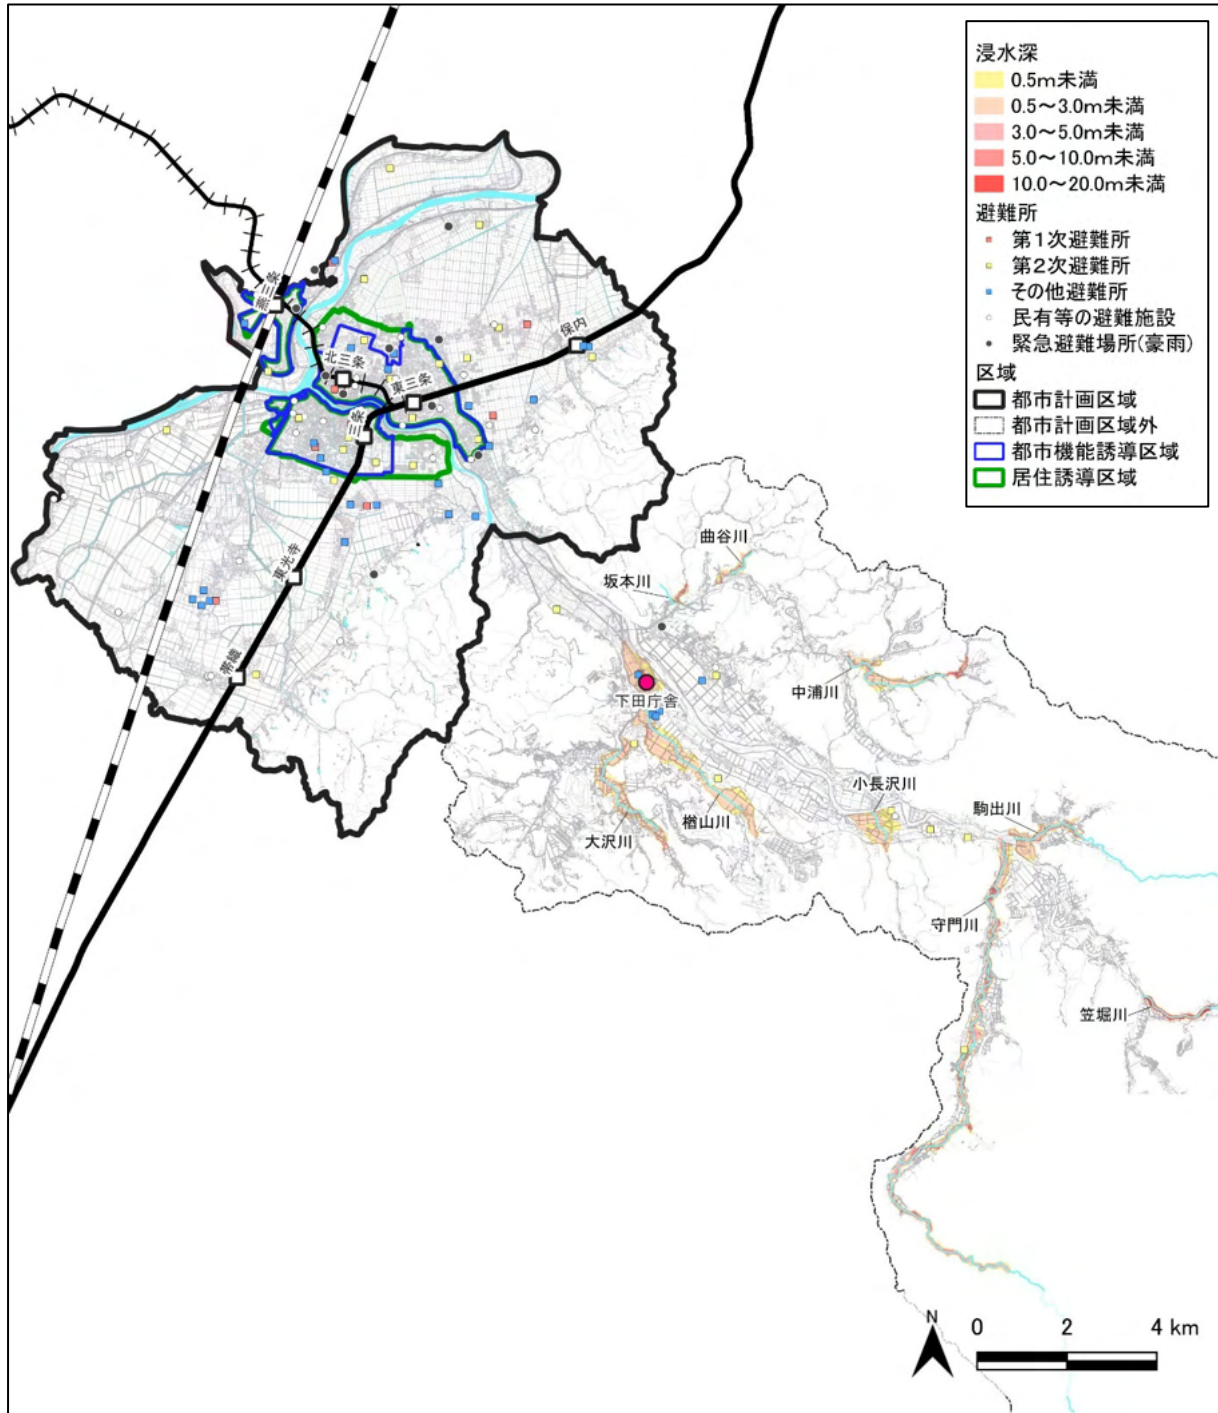 浸水深
0.5m未満
0.5～3.0m未満
3.0～5.0m未満
5.0～10.0m未満
10.0～20.0m未満
避難所
第1次避難所
第2次避難所
その他避難所
民有等の避難施設
緊急避難場所(豪雨)
区域
都市計画区域
都市計画区域外
都市機能誘導区域
居住誘導区域
燕三条
北三条
東三条
三条
保内
東光寺
帯織
曲谷川
坂本川
中浦川
下田庁舎
小長沢川
駒出川
大沢川
楢山川
守門川
笠堀川
N
0 2 4 km